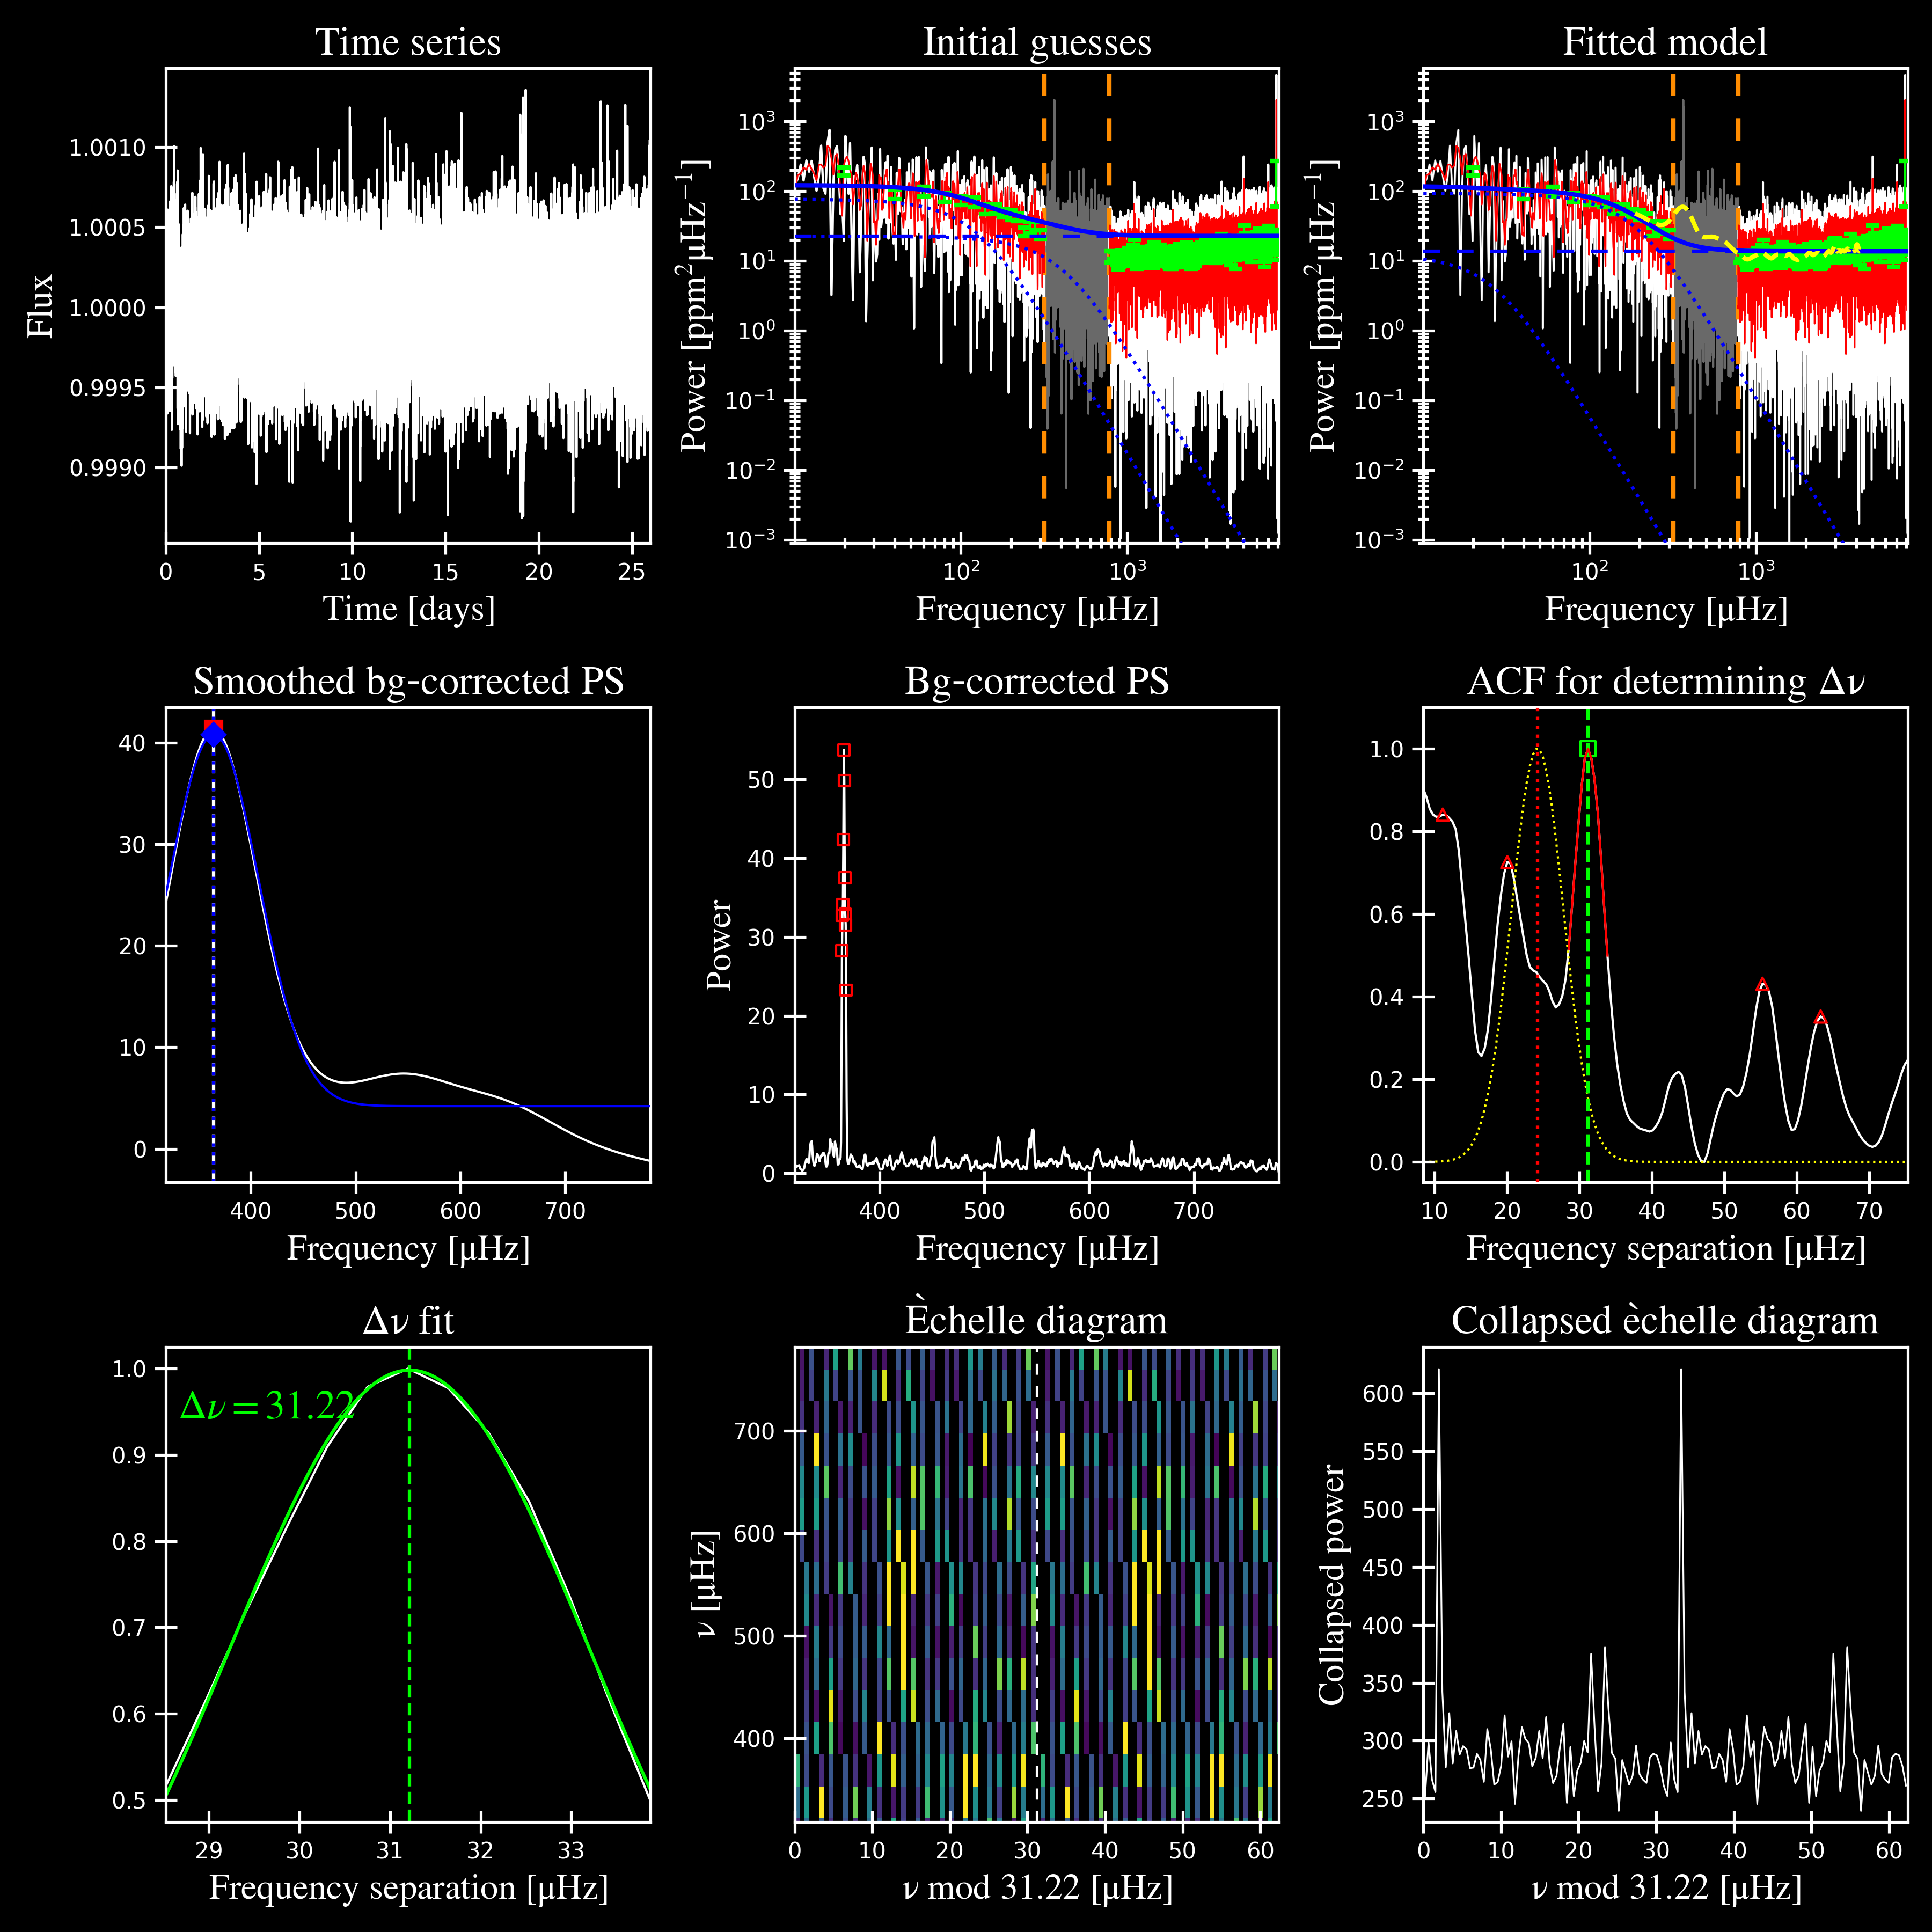 Time series
Initial guesses
Fitted model
Flux
1.0010
1.0005
1.0000
0.9995
0.9990
0 5 10 15 20 25
Time [days]
Power [ppm²μHz⁻¹]
10³
10²
10¹
10⁰
10⁻¹
10⁻²
10⁻³
10² 10³
Frequency [μHz]
Power [ppm²μHz⁻¹]
10³
10²
10¹
10⁰
10⁻¹
10⁻²
10⁻³
10² 10³
Frequency [μHz]
Smoothed bg-corrected PS
Bg-corrected PS
ACF for determining Δν
40
30
20
10
0
400 500 600 700
Frequency [μHz]
Power
50
40
30
20
10
0
400 500 600 700
Frequency [μHz]
1.0
0.8
0.6
0.4
0.2
0.0
10 20 30 40 50 60 70
Frequency separation [μHz]
Δν fit
Èchelle diagram
Collapsed èchelle diagram
Δν = 31.22
1.0
0.9
0.8
0.7
0.6
0.5
29 30 31 32 33
Frequency separation [μHz]
ν [μHz]
700
600
500
400
0 10 20 30 40 50 60
ν mod 31.22 [μHz]
Collapsed power
600
550
500
450
400
350
300
250
0 10 20 30 40 50 60
ν mod 31.22 [μHz]